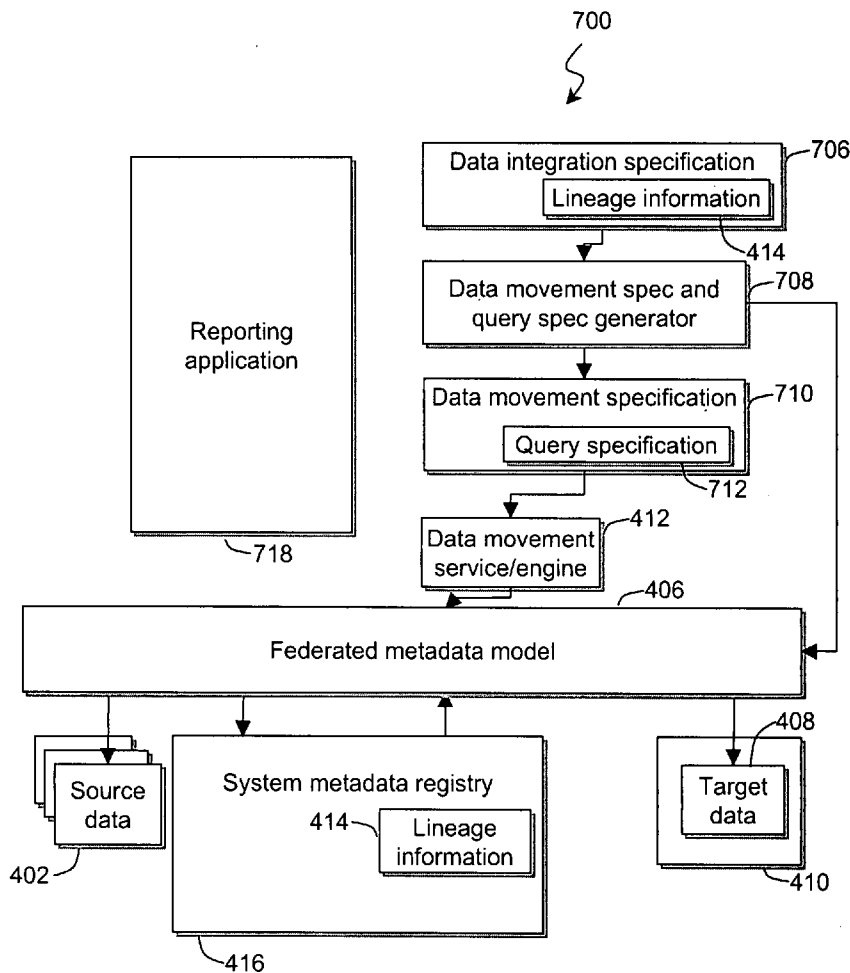 700
Data integration specification
706
Lineage information
414
Data movement spec and
query spec generator
708
Reporting
application
718
Data movement specification
710
Query specification
712
Data movement
service/engine
412
406
Federated metadata model
Source
data
402
System metadata registry
414
Lineage
information
416
408
Target
data
410